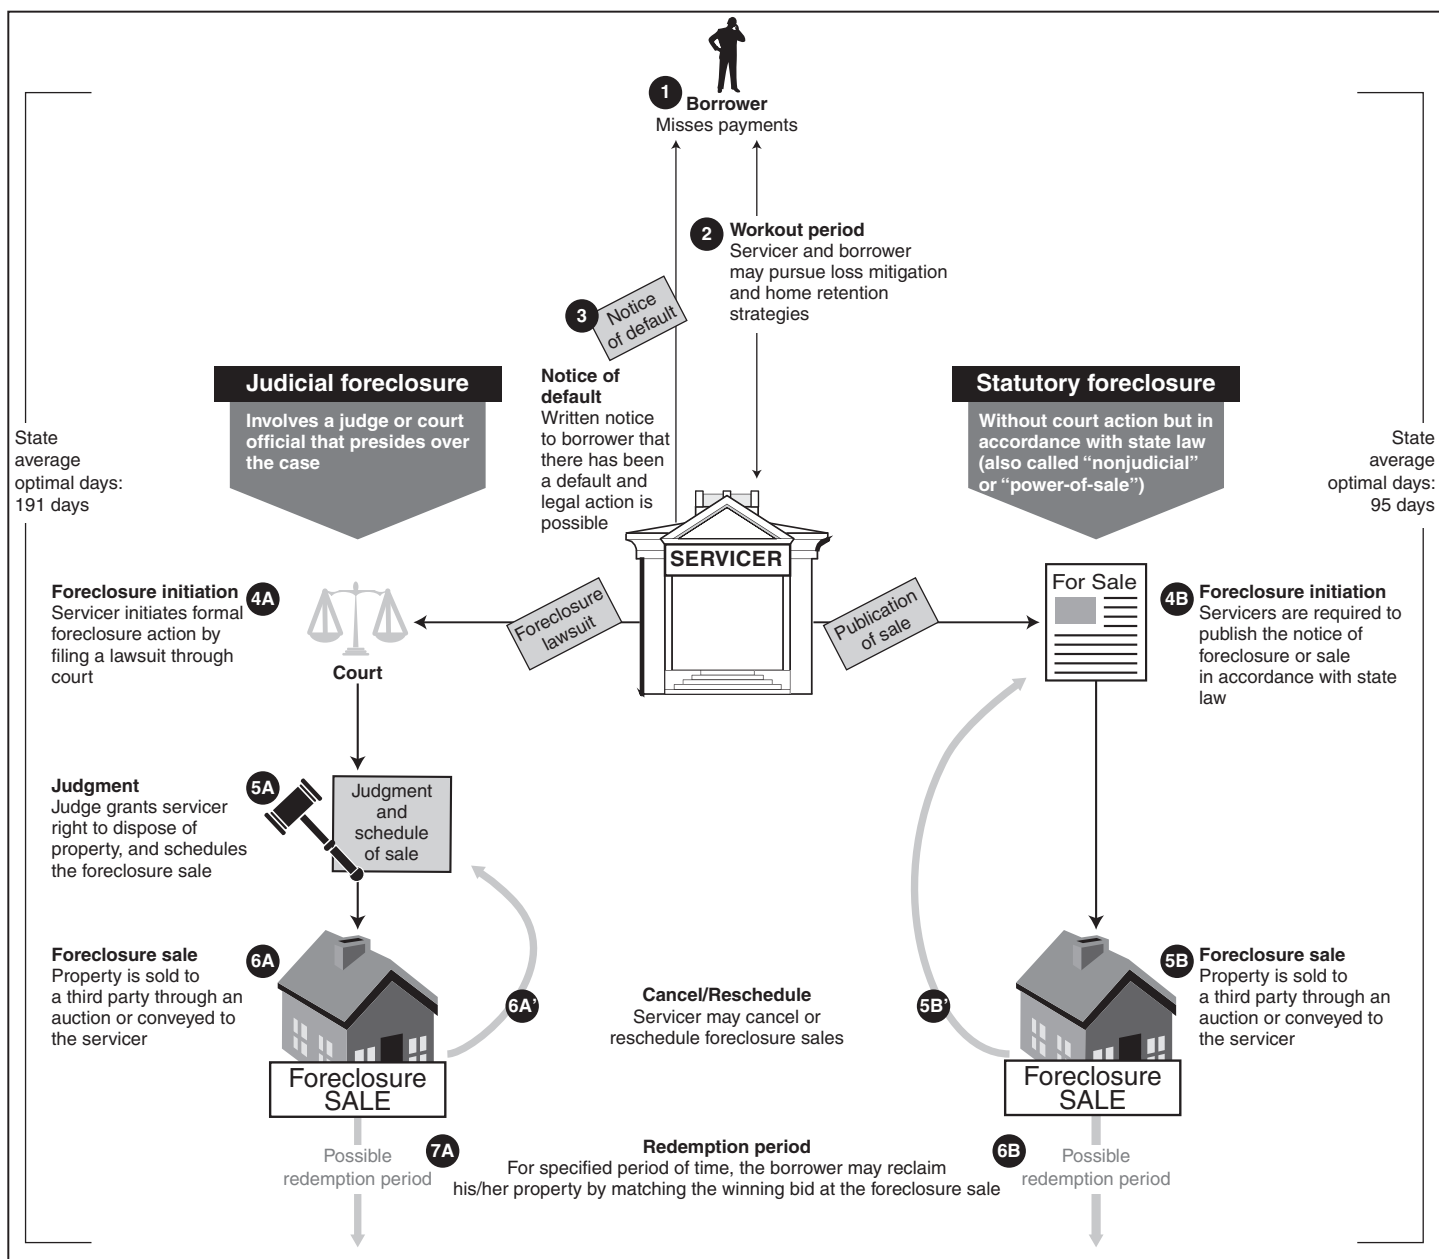 1
Borrower
Misses payments
2
Workout period
Servicer and borrower
may pursue loss mitigation
and home retention
strategies
3
Notice
of default
Notice of
default
Written notice
to borrower that
there has been
a default and
legal action is
possible
Judicial foreclosure
Involves a judge or court
official that presides over
the case
Statutory foreclosure
Without court action but in
accordance with state law
(also called “nonjudicial”
or “power-of-sale”)
State
average
optimal days:
191 days
State
average
optimal days:
95 days
SERVICER
Foreclosure initiation
Servicer initiates formal
foreclosure action by
filing a lawsuit through
court
4A
Court
Foreclosure
lawsuit
Publication
of sale
For Sale
4B
Foreclosure initiation
Servicers are required to
publish the notice of
foreclosure or sale
in accordance with state
law
Judgment
Judge grants servicer
right to dispose of
property, and schedules
the foreclosure sale
5A
Judgment
and
schedule
of sale
Foreclosure sale
Property is sold to
a third party through an
auction or conveyed to
the servicer
6A
6A’
Cancel/Reschedule
Servicer may cancel or
reschedule foreclosure sales
5B’
5B
Foreclosure sale
Property is sold to
a third party through an
auction or conveyed to
the servicer
Foreclosure
SALE
Foreclosure
SALE
Possible
redemption period
7A
Redemption period
For specified period of time, the borrower may reclaim
his/her property by matching the winning bid at the foreclosure sale
6B
Possible
redemption period